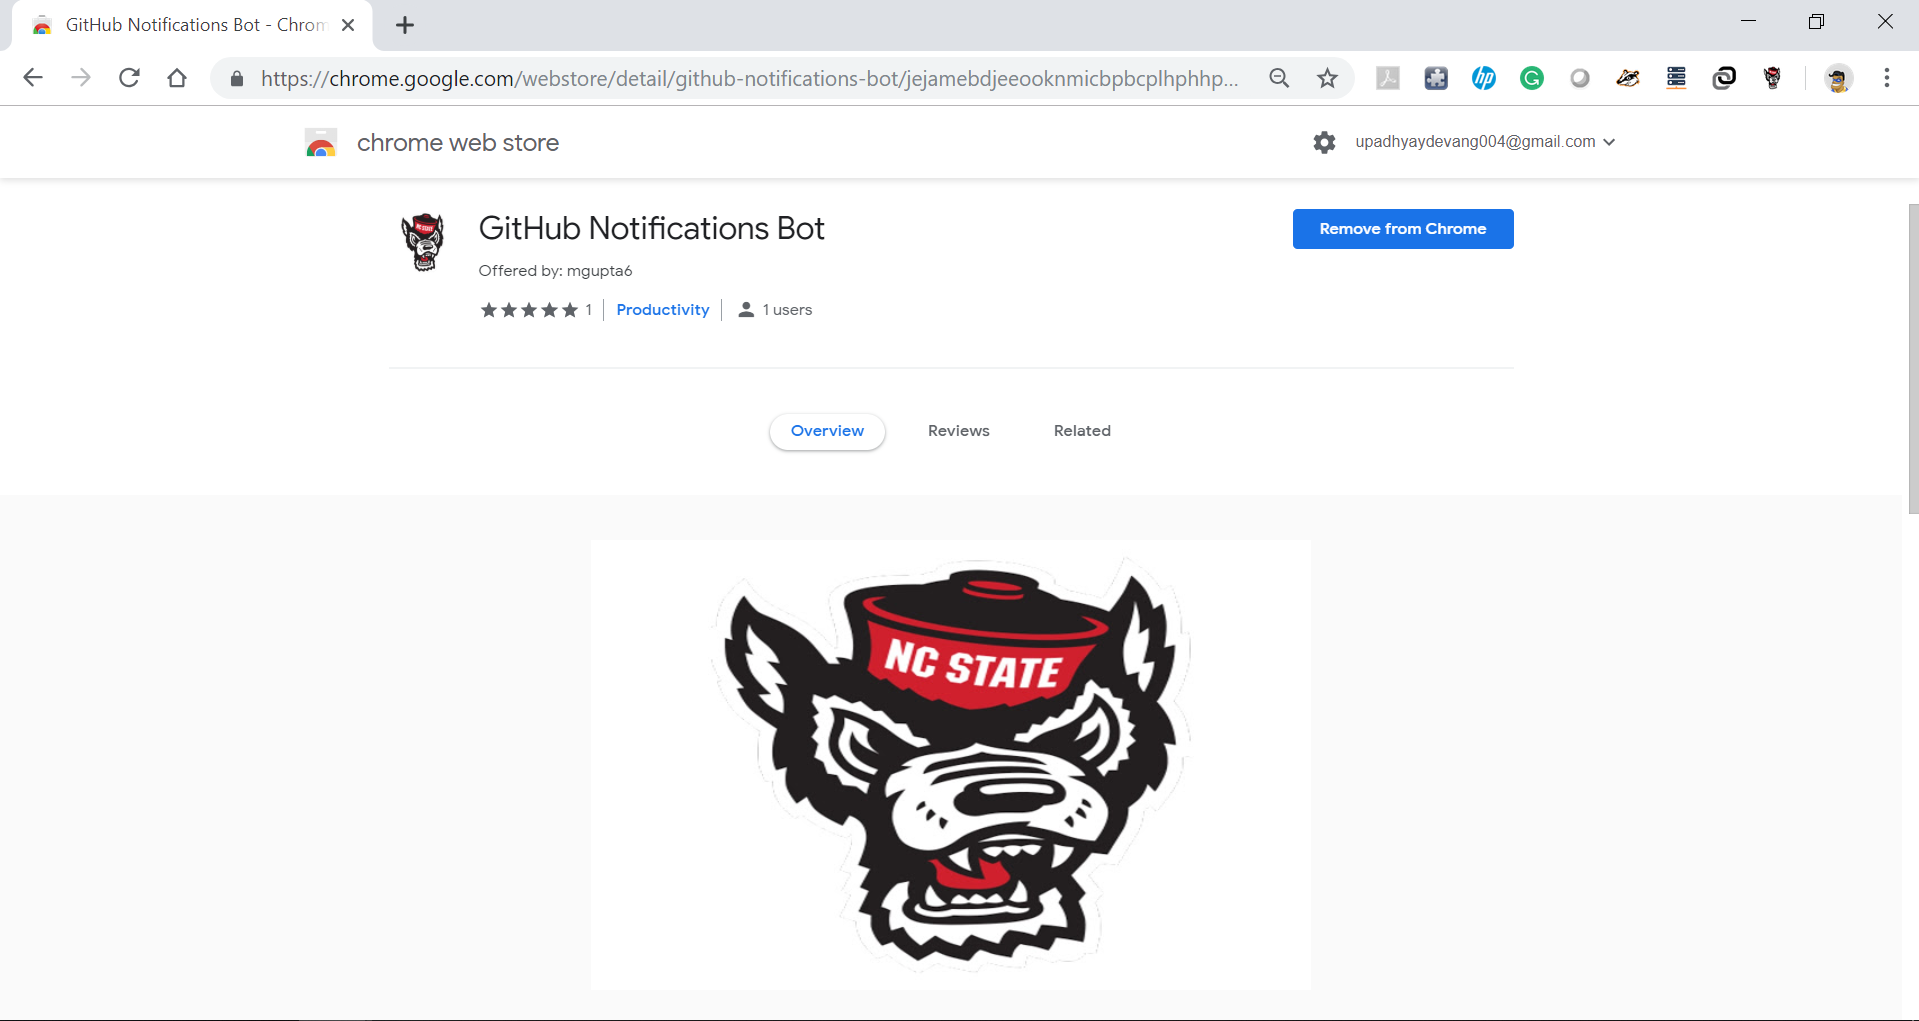 GitHub Notifications Bot - Chrom
https://chrome.google.com/webstore/detail/github-notifications-bot/jejamebdjeeooknmicbpbcplhphhp...
chrome web store
upadhyaydevang004@gmail.com
NC STATE
GitHub Notifications Bot
Remove from Chrome
Offered by: mgupta6
1
Productivity
1 users
Overview
Reviews
Related
NC STATE